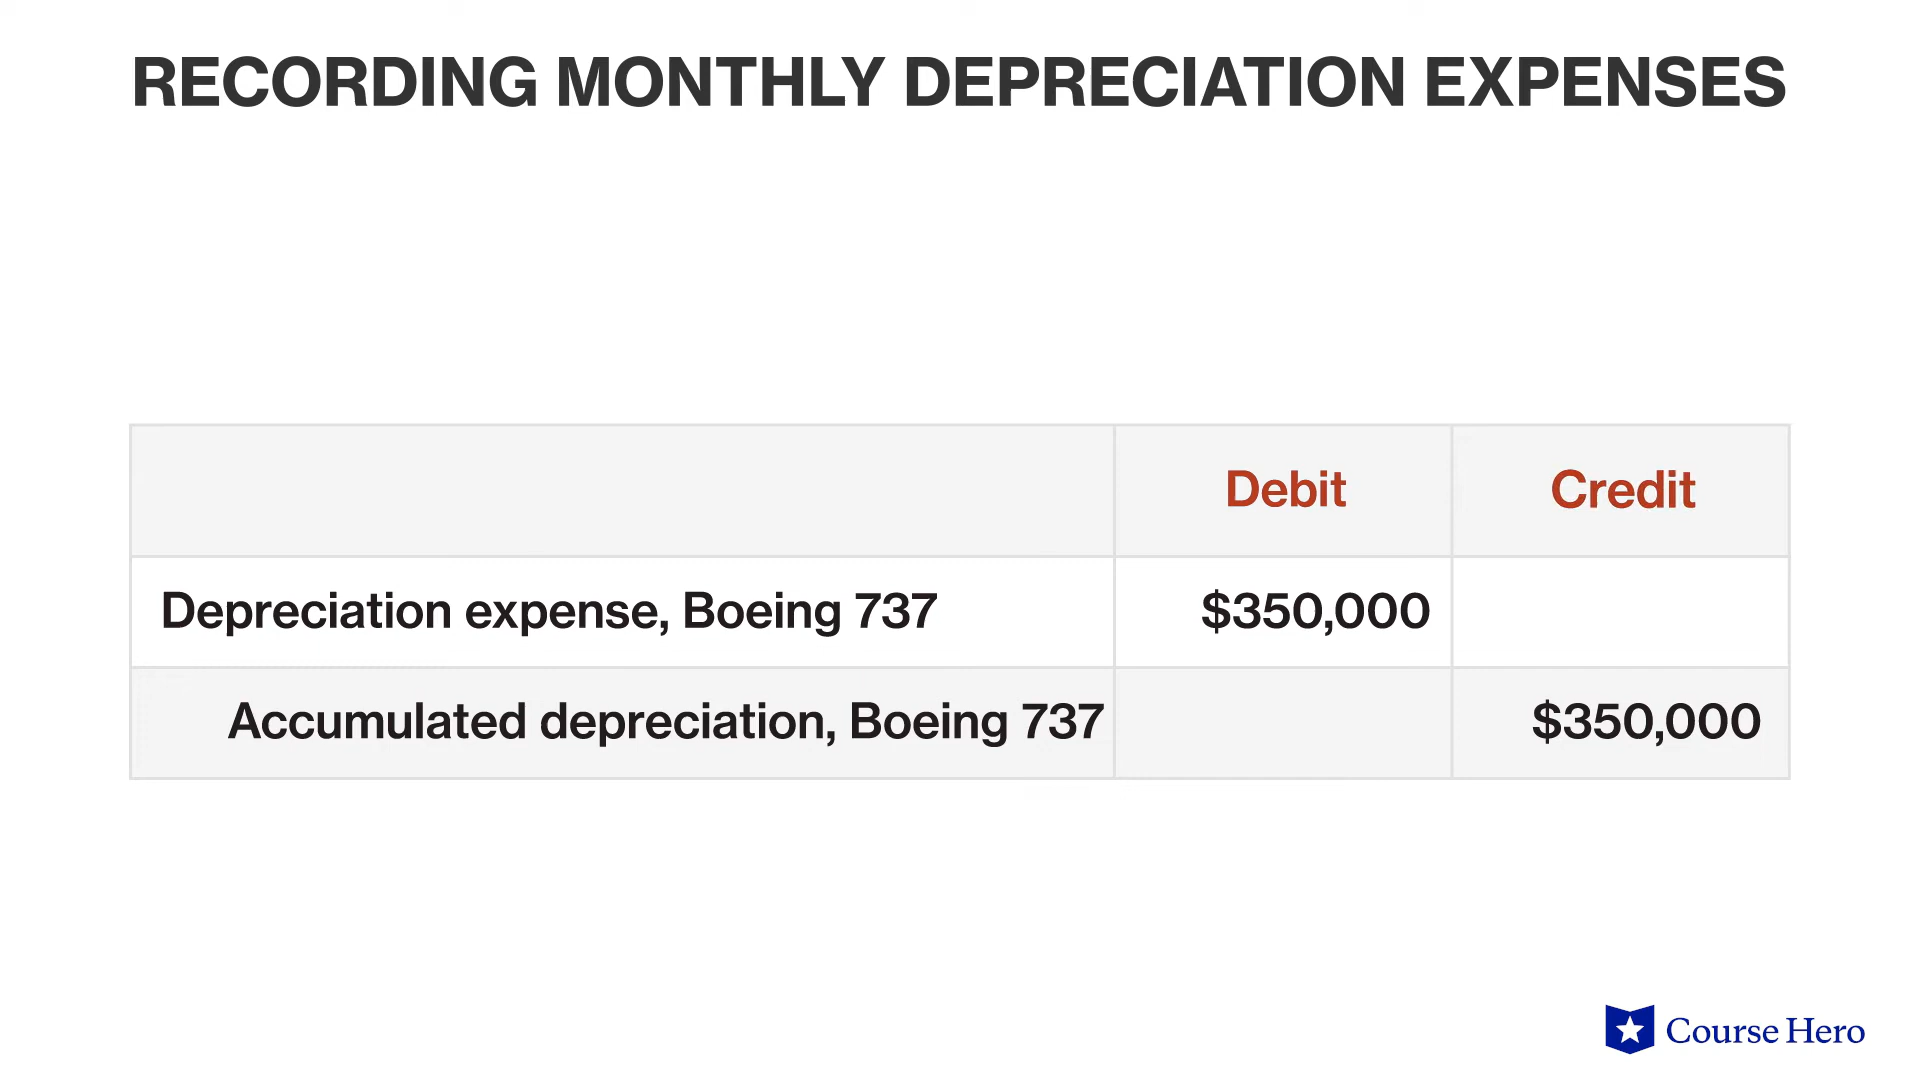 RECORDING MONTHLY DEPRECIATION EXPENSES
Debit Credit
Depreciation expense, Boeing 737 $350,000
Accumulated depreciation, Boeing 737 $350,000
Course Hero